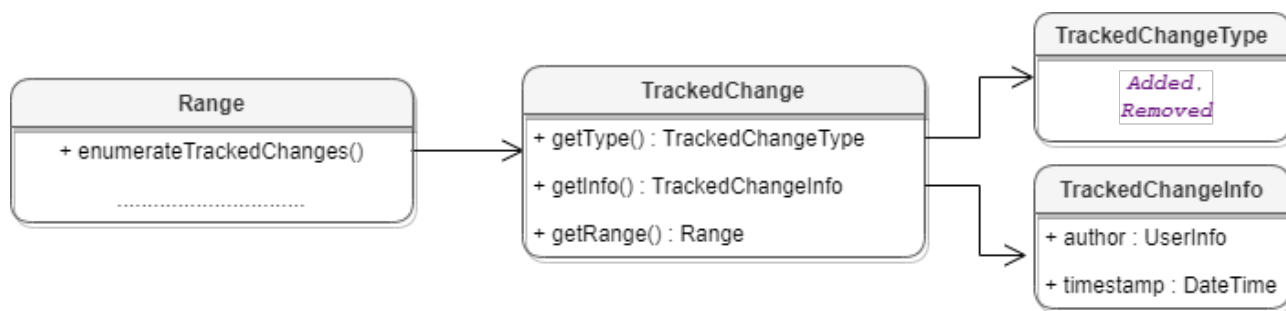 Range
+ enumerateTrackedChanges()
................................
TrackedChange
+ getType() : TrackedChangeType
+ getInfo() : TrackedChangeInfo
+ getRange() : Range
TrackedChangeType
Added,
Removed
TrackedChangeInfo
+ author : UserInfo
+ timestamp : DateTime